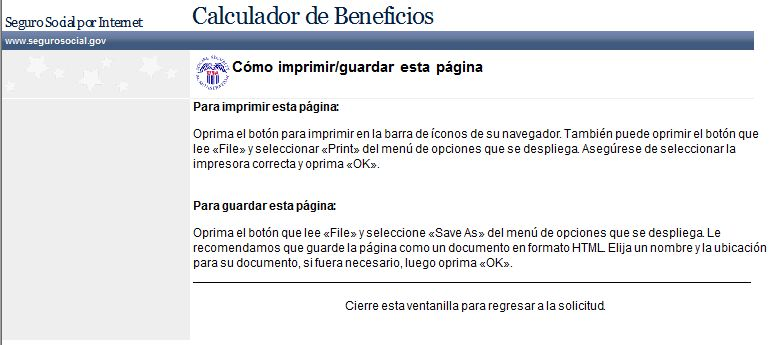 Seguro Social por Internet
Calculador de Beneficios
www.segurosocial.gov
Cómo imprimir/guardar esta página
Para imprimir esta página:
Oprima el botón para imprimir en la barra de íconos de su navegador. También puede oprimir el botón que
lee «File» y seleccionar «Print» del menú de opciones que se despliega. Asegúrese de seleccionar la
impresora correcta y oprima «OK».
Para guardar esta página:
Oprima el botón que lee «File» y seleccione «Save As» del menú de opciones que se despliega. Le
recomendamos que guarde la página como un documento en formato HTML. Elija un nombre y la ubicación
para su documento, si fuera necesario, luego oprima «OK».
Cierre esta ventanilla para regresar a la solicitud.